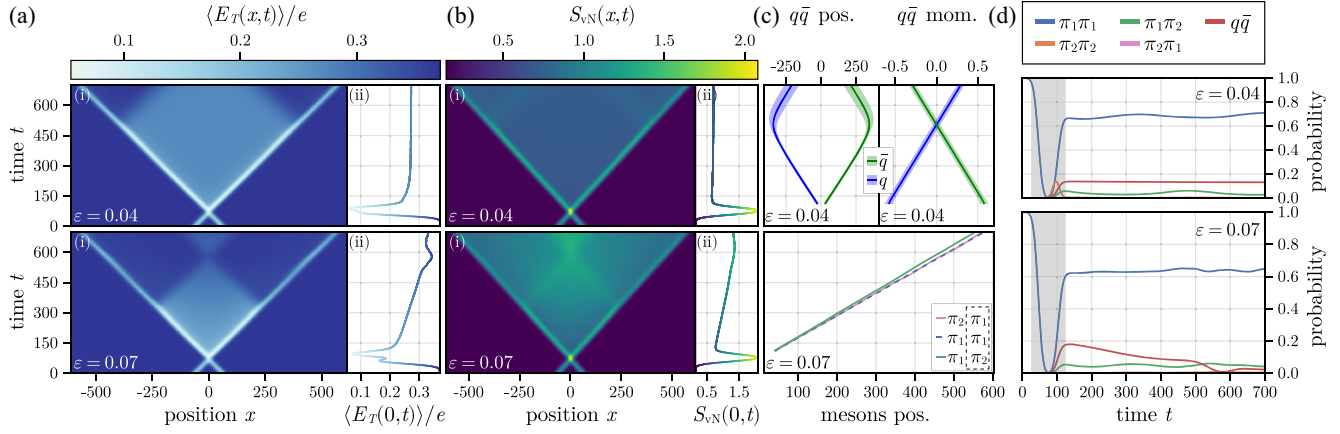 (a) ⟨E_T(x,t)⟩/e
0.1 0.2 0.3
(b) S_vN(x,t)
0.5 1.0 1.5 2.0
(c) qq̄ pos. qq̄ mom.
-250 0 250 -0.5 0.0 0.5
(d)
π₁π₁ π₁π₂ qq̄
π₂π₂ π₂π₁
time t
600
450
300
150
0
(i) ε = 0.04
(ii)
(i) ε = 0.04
(ii)
q̄
q
ε = 0.04
ε = 0.04
ε = 0.04
1.0
0.8
0.6
0.4
0.2
0.0
probability
time t
600
450
300
150
0
(i) ε = 0.07
(ii)
(i) ε = 0.07
(ii)
π₂ π₁
π₁ π₁
π₁ π₂
ε = 0.07
ε = 0.07
1.0
0.8
0.6
0.4
0.2
0.0
probability
-500 -250 0 250 500
position x
0.1 0.2 0.3
⟨E_T(0,t)⟩/e
-500 -250 0 250 500
position x
0.5 1.5
S_vN(0,t)
100 200 300 400 500 600
mesons pos.
0 100 200 300 400 500 600 700
time t